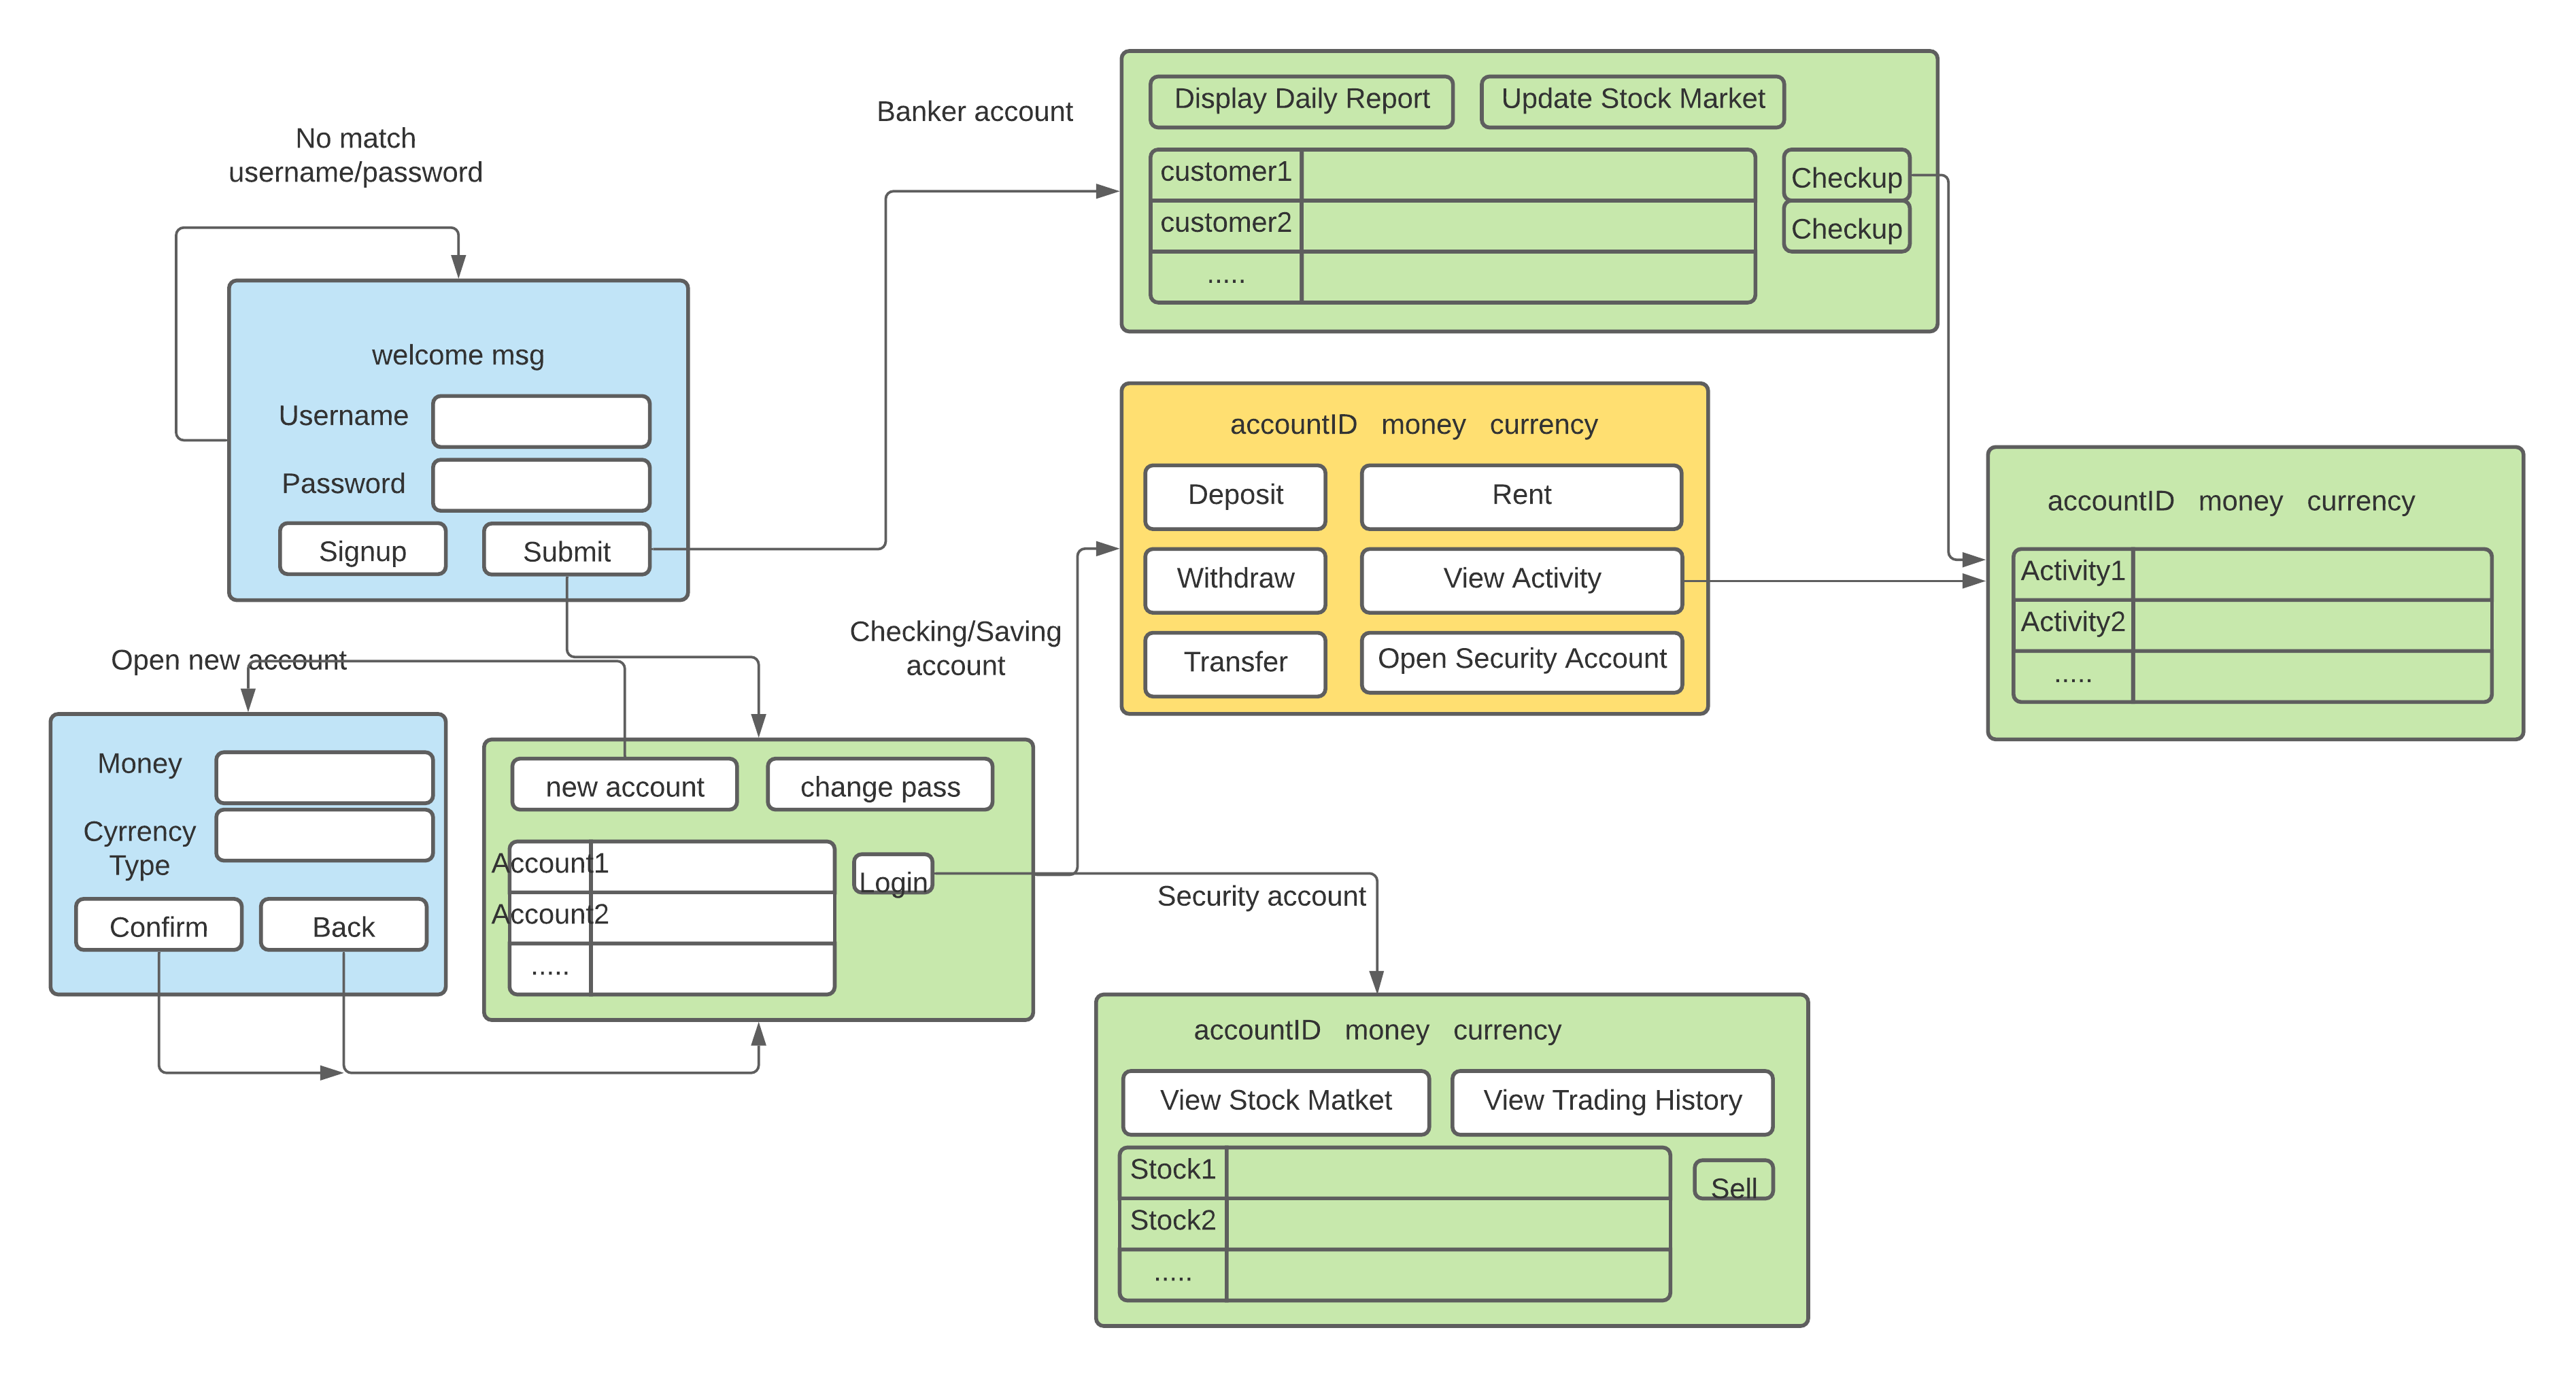 No match
username/password
welcome msg
Username
Password
Signup
Submit
Banker account
Display Daily Report
Update Stock Market
customer1
Checkup
customer2
Checkup
.....
accountID money currency
Deposit
Rent
Withdraw
View Activity
Transfer
Open Security Account
accountID money currency
Activity1
Activity2
.....
Checking/Saving
account
Open new account
Money
Cyrrency
Type
Confirm
Back
new account
change pass
Account1
Login
Account2
.....
Security account
accountID money currency
View Stock Matket
View Trading History
Stock1
Sell
Stock2
.....